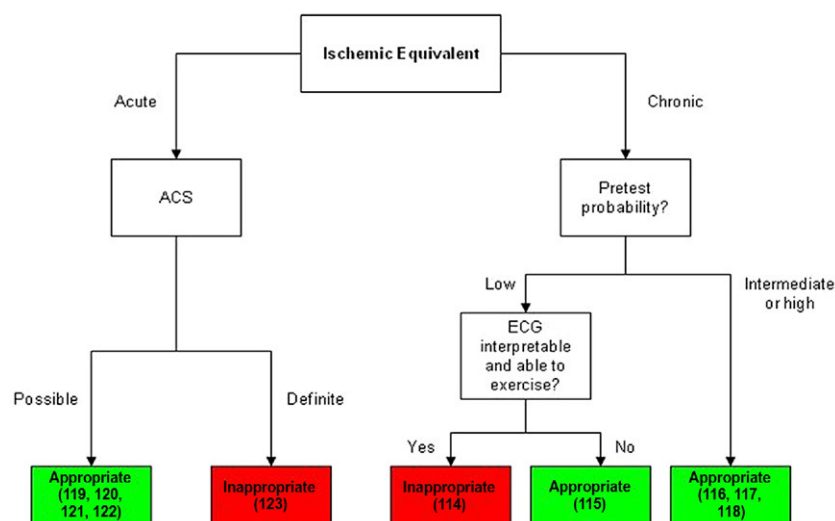 Ischemic Equivalent
Acute
Chronic
ACS
Pretest
probability?
Low
Intermediate
or high
ECG
interpretable
and able to
exercise?
Possible
Definite
Yes
No
Appropriate
(119, 120,
121, 122)
Inappropriate
(123)
Inappropriate
(114)
Appropriate
(115)
Appropriate
(116, 117,
118)